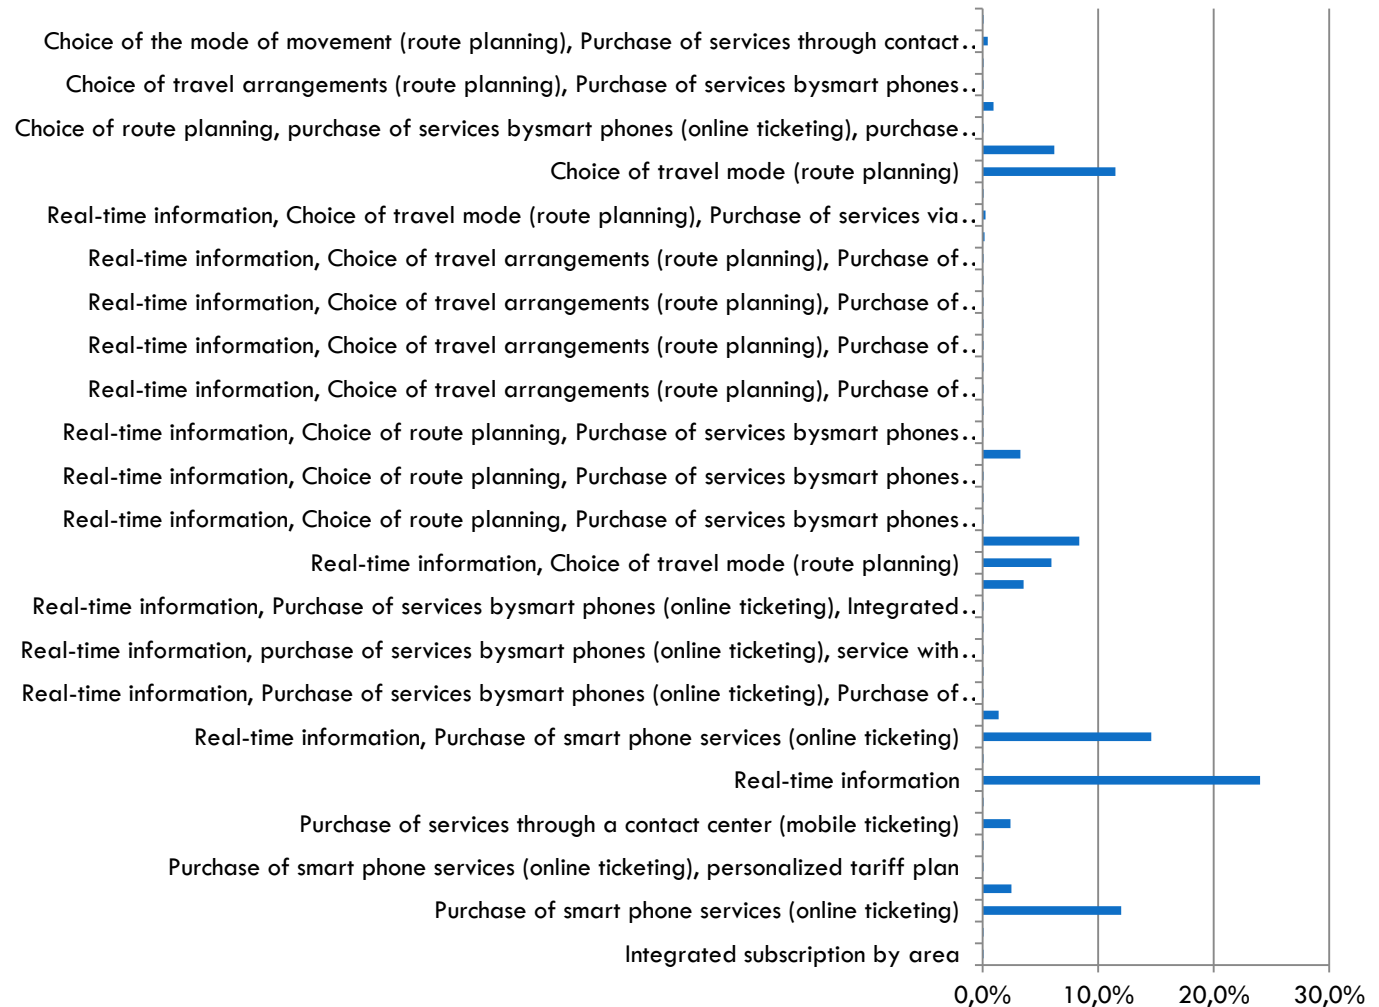 Choice of the mode of movement (route planning), Purchase of services through contact..
Choice of travel arrangements (route planning), Purchase of services bysmart phones..
Choice of route planning, purchase of services bysmart phones (online ticketing), purchase..
Choice of travel mode (route planning)
Real-time information, Choice of travel mode (route planning), Purchase of services via..
Real-time information, Choice of travel arrangements (route planning), Purchase of..
Real-time information, Choice of travel arrangements (route planning), Purchase of..
Real-time information, Choice of travel arrangements (route planning), Purchase of..
Real-time information, Choice of travel arrangements (route planning), Purchase of..
Real-time information, Choice of route planning, Purchase of services bysmart phones..
Real-time information, Choice of route planning, Purchase of services bysmart phones..
Real-time information, Choice of route planning, Purchase of services bysmart phones..
Real-time information, Choice of travel mode (route planning)
Real-time information, Purchase of services bysmart phones (online ticketing), Integrated..
Real-time information, purchase of services bysmart phones (online ticketing), service with..
Real-time information, Purchase of services bysmart phones (online ticketing), Purchase of..
Real-time information, Purchase of smart phone services (online ticketing)
Real-time information
Purchase of services through a contact center (mobile ticketing)
Purchase of smart phone services (online ticketing), personalized tariff plan
Purchase of smart phone services (online ticketing)
Integrated subscription by area
0,0% 10,0% 20,0% 30,0%